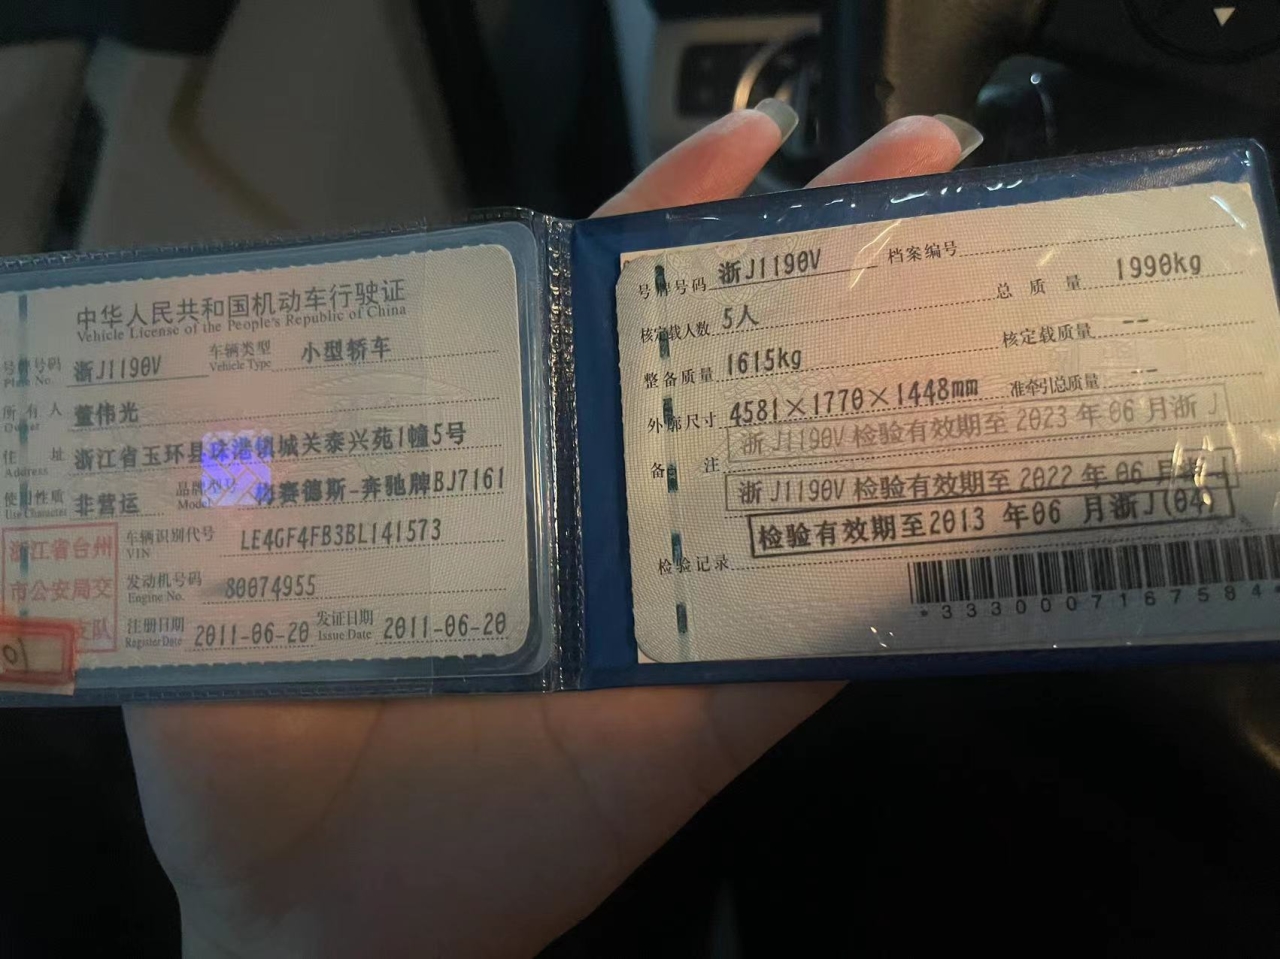 中华人民共和国机动车行驶证
Vehicle License of the People's Republic of China
号牌号码 浙J1190V 车辆类型 小型轿车
Plate No. Vehicle Type
所有人 董伟光
Owner
住址 浙江省玉环县珠港镇城关泰兴苑1幢5号
Address
使用性质 非营运 品牌型号 梅赛德斯-奔驰牌BJ7161
Use Character Model
浙江省台州
市公安局交
支队
车辆识别代号 LE4GF4FB3BL141573
VIN
发动机号码 80074955
Engine No.
注册日期 2011-06-20 发证日期 2011-06-20
Register Date Issue Date
号牌号码 浙J1190V 档案编号
核定载人数 5人 总质量 1990kg
整备质量 1615kg 核定载质量 --
外廓尺寸 4581×1770×1448mm 准牵引总质量 --
备注 浙J1190V 检验有效期至2023年06月浙J
浙J1190V 检验有效期至2022年06月浙J
检验有效期至2013年06月浙J(04)
检验记录
*3330007167584*